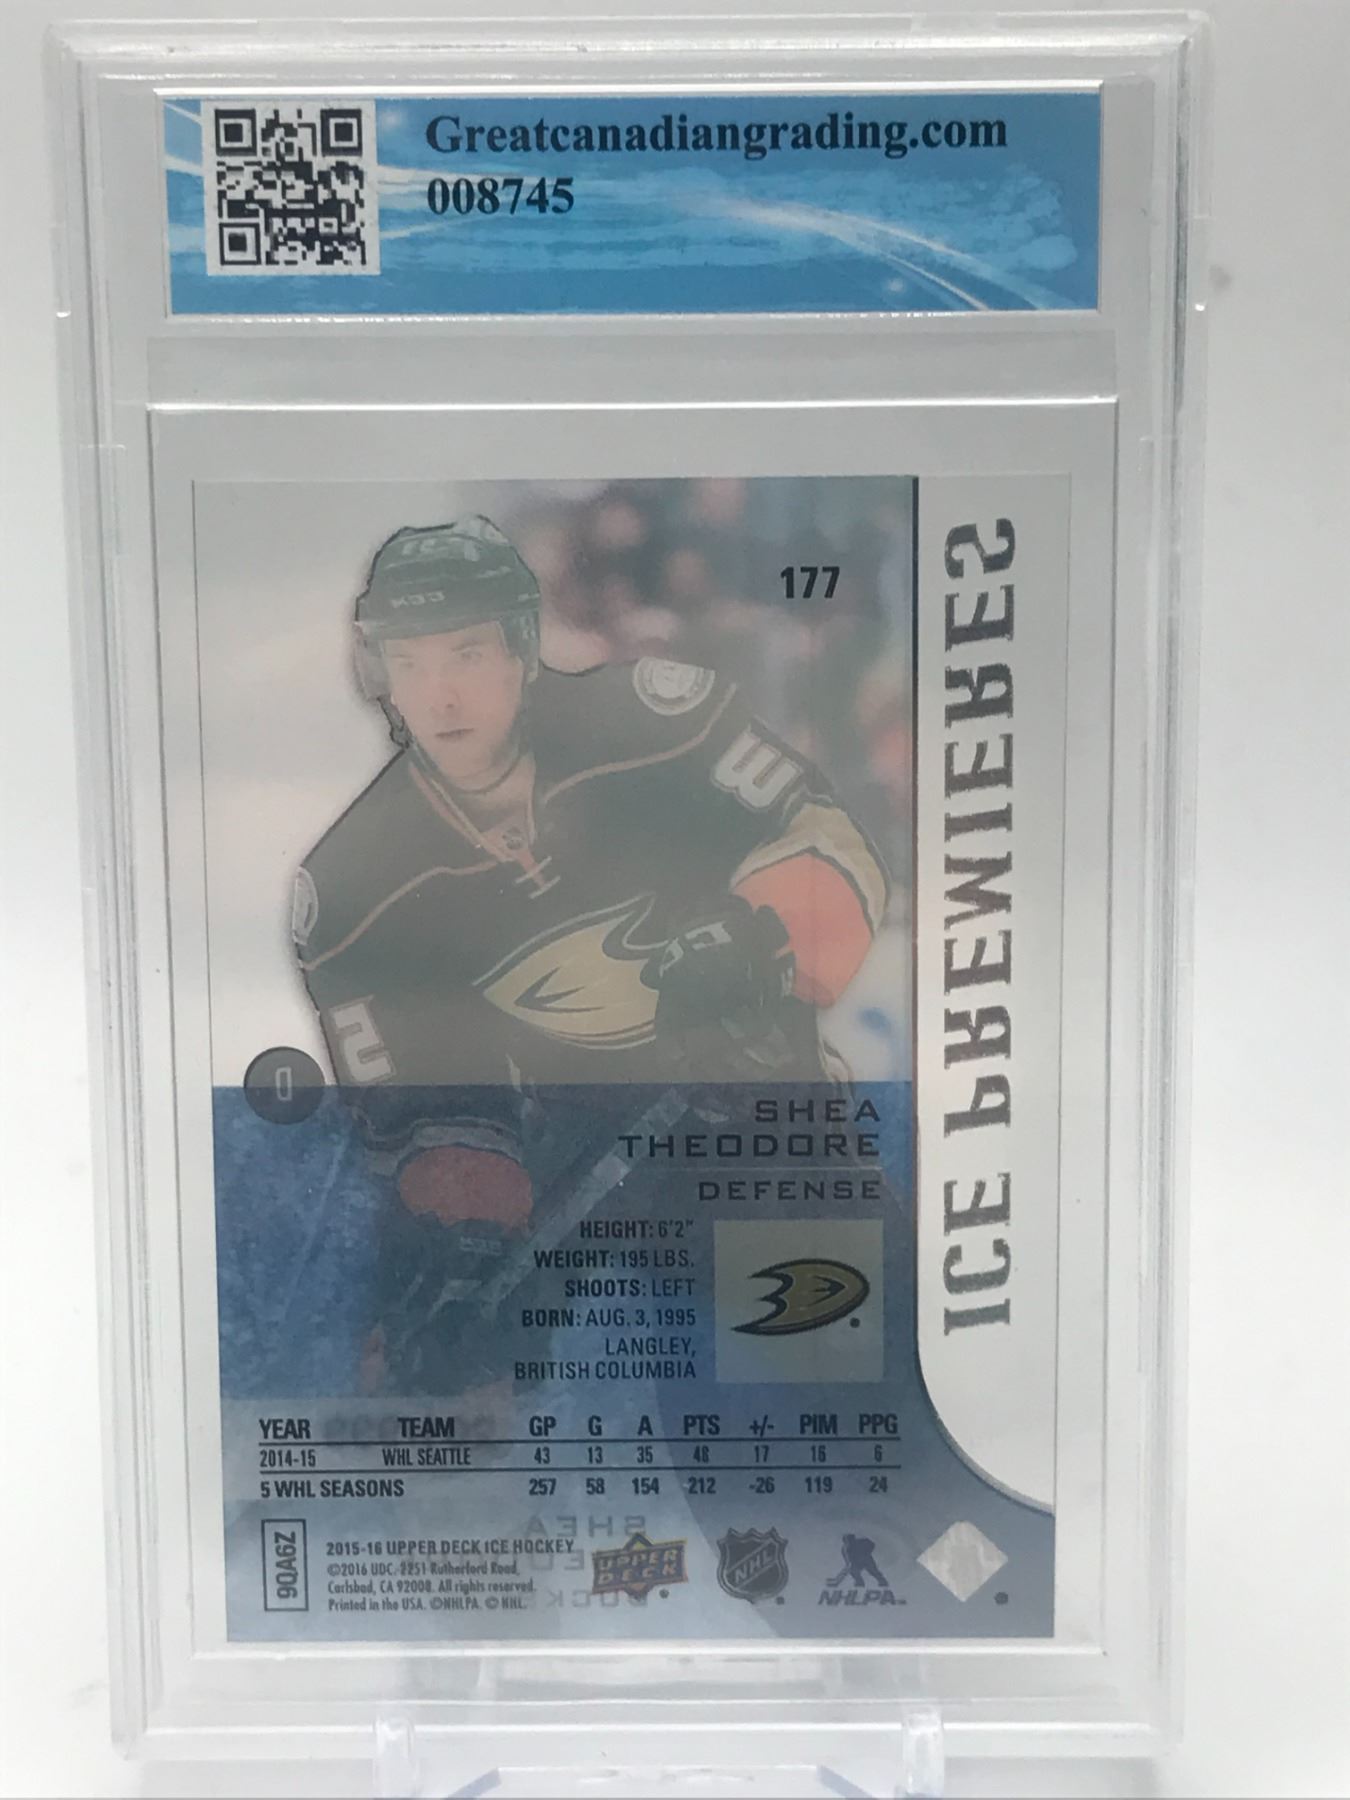 Greatcanadiangrading.com
008745
177
ICE PREMIERES
SHEA
THEODORE
DEFENSE
HEIGHT: 6'2"
WEIGHT: 195 LBS.
SHOOTS: LEFT
BORN: AUG. 3, 1995
LANGLEY,
BRITISH COLUMBIA
YEAR TEAM GP G A PTS +/- PIM PPG
2014-15 WHL SEATTLE 43 13 35 48 17 16 6
5 WHL SEASONS 257 58 154 212 -26 119 24
9QA6Z
2015-16 UPPER DECK ICE HOCKEY
©2016 UDC. 2251 Rutherford Road,
Carlsbad, CA 92008. All rights reserved.
Printed in the USA. ©NHLPA. © NHL.
UPPER DECK
NHL
NHLPA
SHEA
D